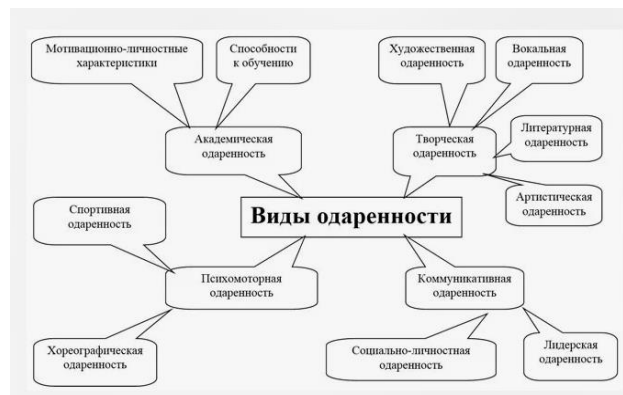 Мотивационно-личностные
характеристики
Способности
к обучению
Художественная
одаренность
Вокальная
одаренность
Академическая
одаренность
Творческая
одаренность
Литературная
одаренность
Артистическая
одаренность
Виды одаренности
Спортивная
одаренность
Психомоторная
одаренность
Коммуникативная
одаренность
Хореографическая
одаренность
Социально-личностная
одаренность
Лидерская
одаренность